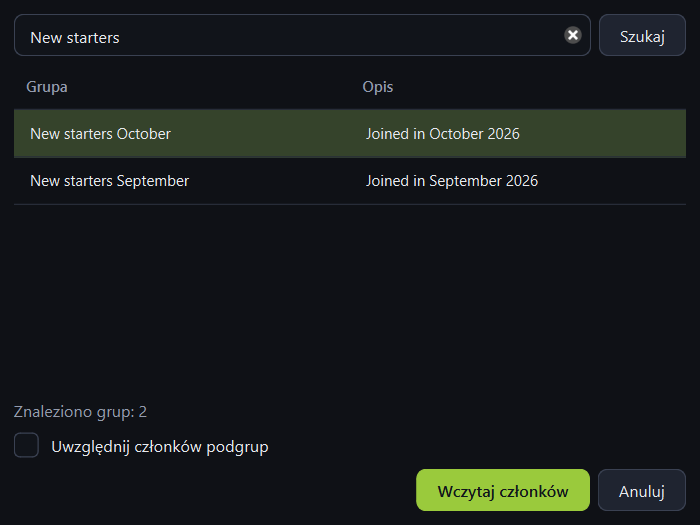 New starters
Szukaj
Grupa Opis
New starters October Joined in October 2026
New starters September Joined in September 2026
Znaleziono grup: 2
Uwzględnij członków podgrup
Wczytaj członków Anuluj